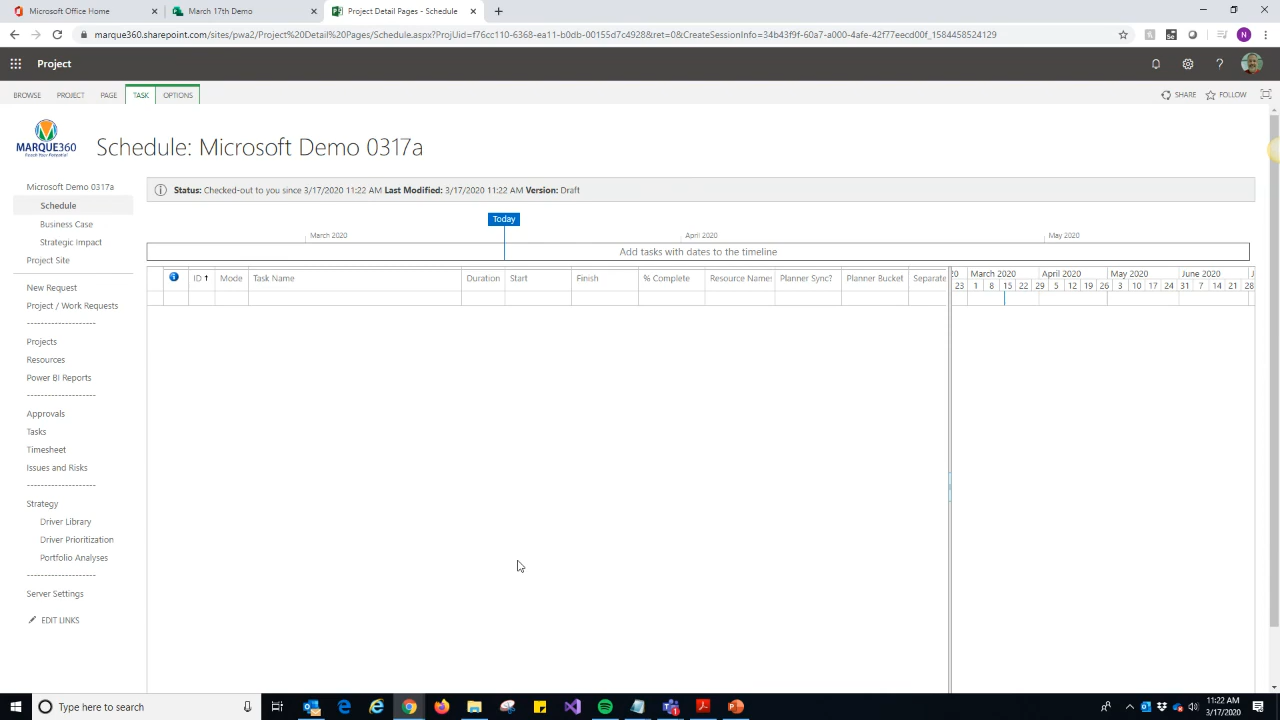 Microsoft Office Home
March 17th Demo
Project Detail Pages - Schedule
marque360.sharepoint.com/sites/pwa2/Project%20Detail%20Pages/Schedule.aspx?ProjUid=f76cc110-6368-ea11-b0db-00155d7c4928&ret=0&CreateSessionInfo=34b43f9f-60a7-a000-4afe-42f77eecd00f_1584458524129
N
Project
?
BROWSE PROJECT PAGE TASK OPTIONS SHARE FOLLOW
MARQUE360
Schedule: Microsoft Demo 0317a
Status: Checked-out to you since 3/17/2020 11:22 AM Last Modified: 3/17/2020 11:22 AM Version: Draft
Microsoft Demo 0317a
Schedule
Business Case
Strategic Impact
Project Site
New Request
Project / Work Requests
--------------------
Projects
Resources
Power BI Reports
--------------------
Approvals
Tasks
Timesheet
Issues and Risks
--------------------
Strategy
Driver Library
Driver Prioritization
Portfolio Analyses
--------------------
Server Settings
EDIT LINKS
Today
March 2020 April 2020 May 2020
Add tasks with dates to the timeline
ID Mode Task Name Duration Start Finish % Complete Resource Name Planner Sync? Planner Bucket Separate
20 March 2020 April 2020 May 2020 June 2020 J
23 1 8 15 22 29 5 12 19 26 3 10 17 24 31 7 14 21 28
Type here to search
11:22 AM
3/17/2020